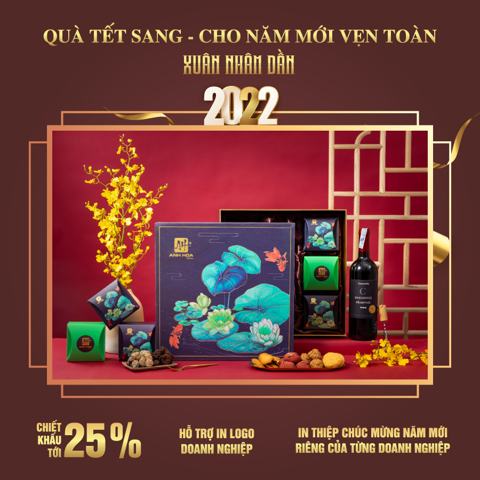 QUÀ TẾT SANG - CHO NĂM MỚI VẸN TOÀN
XUÂN NHÂM DẦN
2022
ANH HOA
CHIẾT
KHẤU
TỚI
25%
HỖ TRỢ IN LOGO
DOANH NGHIỆP
IN THIỆP CHÚC MỪNG NĂM MỚI
RIÊNG CỦA TỪNG DOANH NGHIỆP